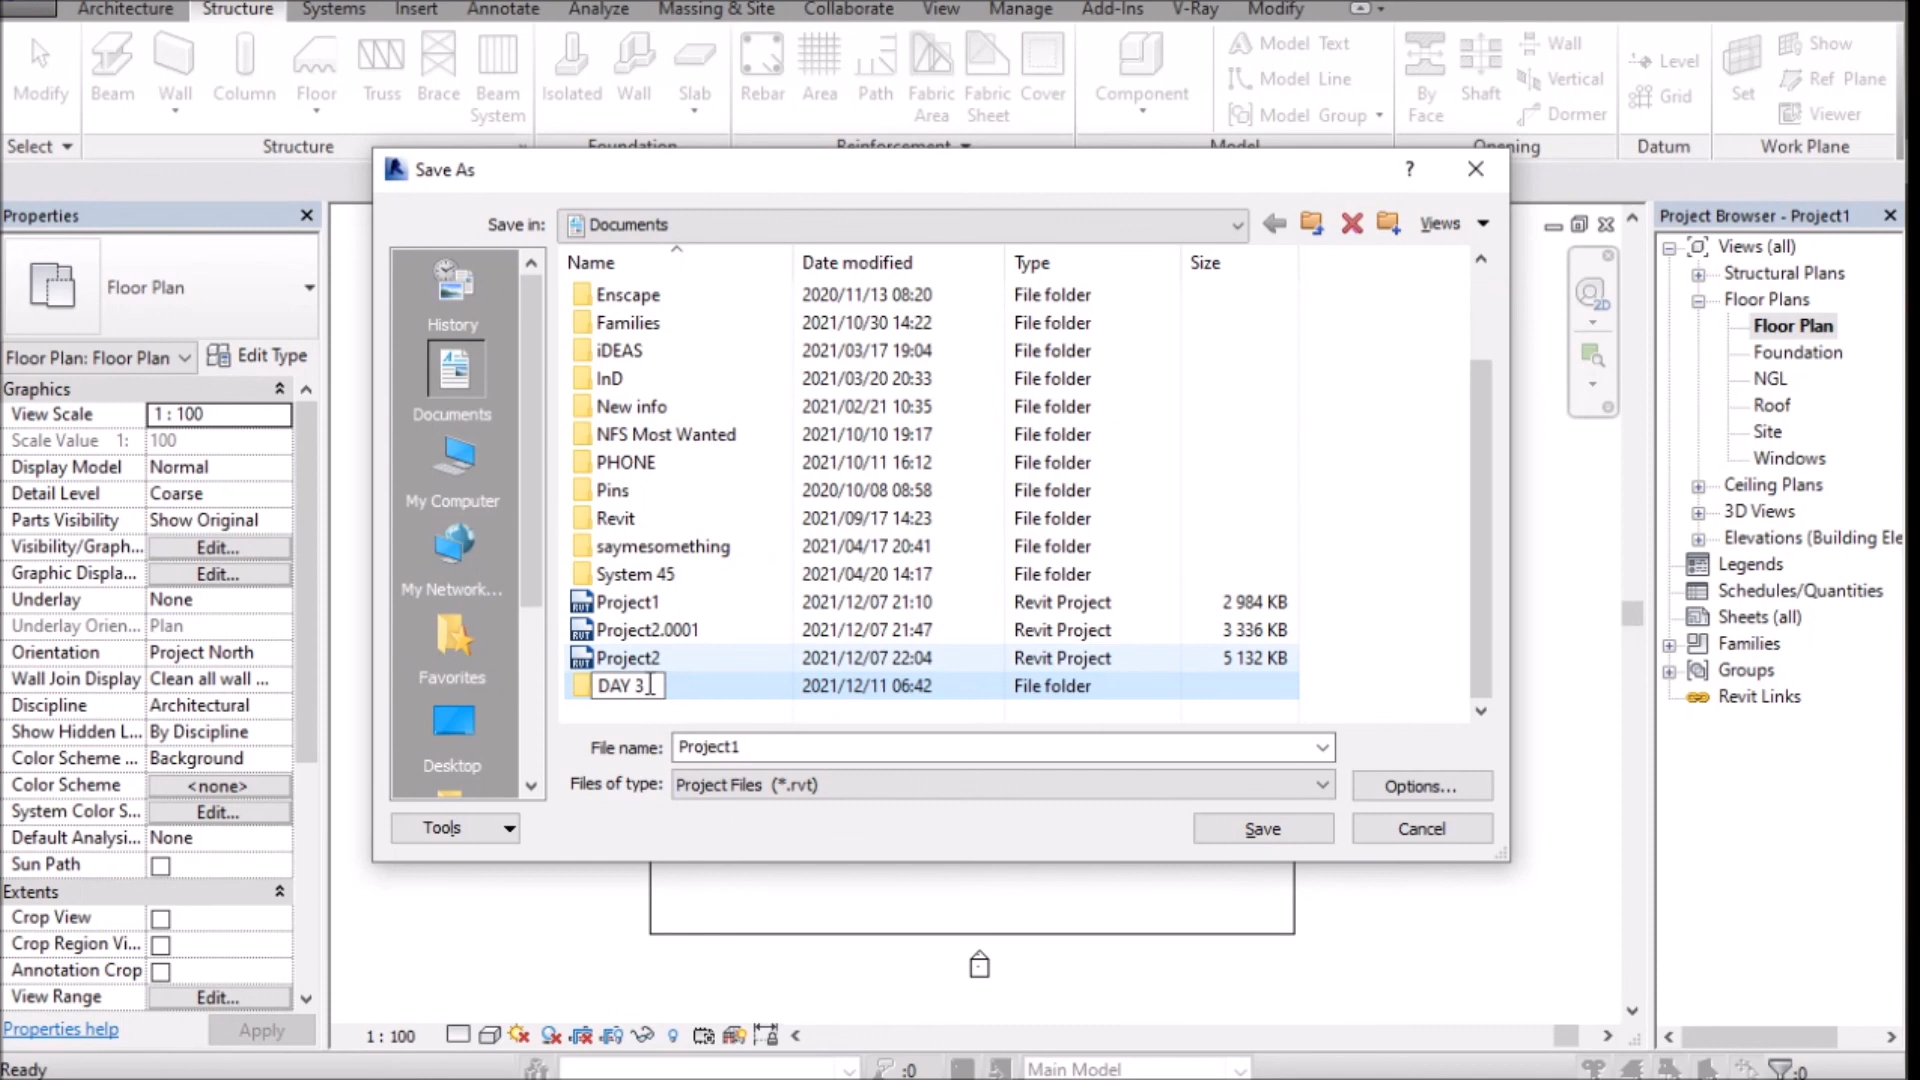 Architecture Structure Systems Insert Annotate Analyze Massing & Site Collaborate View Manage Add-Ins V-Ray Modify
Modify Beam Wall Column Floor Truss Brace Beam System Isolated Wall Slab Rebar Area Path Fabric Area Fabric Sheet Cover Component Model Text Model Line Model Group By Face Shaft Wall Vertical Dormer Level Grid Set Show Ref Plane Viewer
Select Structure Foundation Reinforcement Model Opening Datum Work Plane
Save As ?
Save in: Documents Views
Name Date modified Type Size
Enscape 2020/11/13 08:20 File folder
Families 2021/10/30 14:22 File folder
iDEAS 2021/03/17 19:04 File folder
InD 2021/03/20 20:33 File folder
New info 2021/02/21 10:35 File folder
NFS Most Wanted 2021/10/10 19:17 File folder
PHONE 2021/10/11 16:12 File folder
Pins 2020/10/08 08:58 File folder
Revit 2021/09/17 14:23 File folder
saymesomething 2021/04/17 20:41 File folder
System 45 2021/04/20 14:17 File folder
Project1 2021/12/07 21:10 Revit Project 2 984 KB
Project2.0001 2021/12/07 21:47 Revit Project 3 336 KB
Project2 2021/12/07 22:04 Revit Project 5 132 KB
DAY 3 2021/12/11 06:42 File folder
History
Documents
My Computer
My Network...
Favorites
Desktop
File name: Project1
Files of type: Project Files (*.rvt) Options...
Tools Save Cancel
Properties
Floor Plan
Floor Plan: Floor Plan Edit Type
Graphics
View Scale 1 : 100
Scale Value 1: 100
Display Model Normal
Detail Level Coarse
Parts Visibility Show Original
Visibility/Graph... Edit...
Graphic Displa... Edit...
Underlay None
Underlay Orien... Plan
Orientation Project North
Wall Join Display Clean all wall ...
Discipline Architectural
Show Hidden L... By Discipline
Color Scheme ... Background
Color Scheme <none>
System Color S... Edit...
Default Analysi... None
Sun Path
Extents
Crop View
Crop Region Vi...
Annotation Crop
View Range Edit...
Properties help Apply
1 : 100
Ready :0 Main Model :0
Project Browser - Project1
Views (all)
Structural Plans
Floor Plans
Floor Plan
Foundation
NGL
Roof
Site
Windows
Ceiling Plans
3D Views
Elevations (Building Ele
Legends
Schedules/Quantities
Sheets (all)
Families
Groups
Revit Links
2D